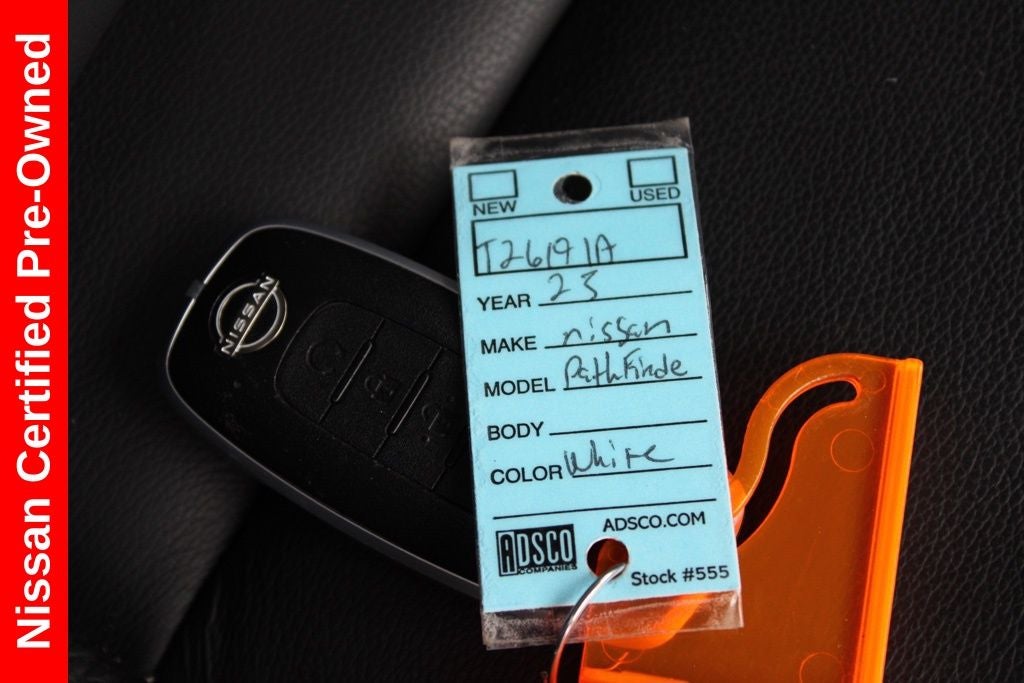 Nissan Certified Pre-Owned
NISSAN
NEW USED
T26191A
YEAR 23
MAKE nissan
MODEL Pathfinde
BODY
COLOR White
ADSCO.COM
ADSCO
COMPANIES
Stock #555